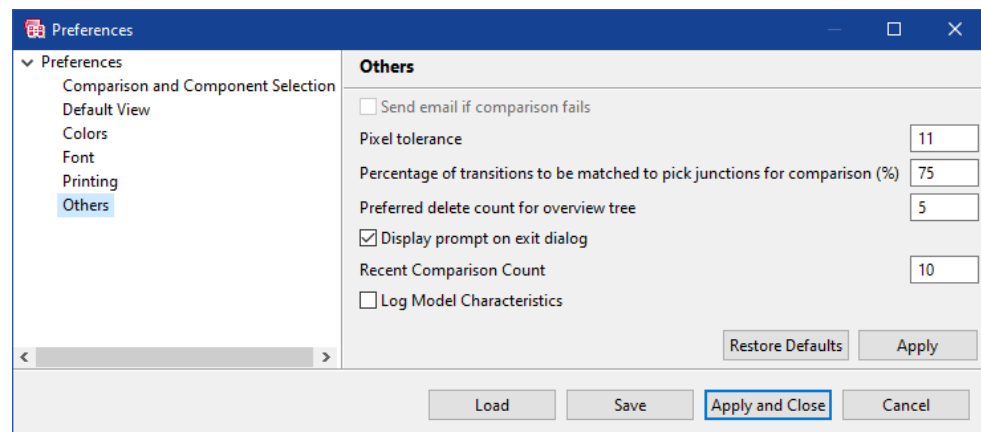 Preferences
Preferences
Comparison and Component Selection
Default View
Colors
Font
Printing
Others
Others
Send email if comparison fails
Pixel tolerance 11
Percentage of transitions to be matched to pick junctions for comparison (%) 75
Preferred delete count for overview tree 5
Display prompt on exit dialog
Recent Comparison Count 10
Log Model Characteristics
Restore Defaults Apply
Load Save Apply and Close Cancel